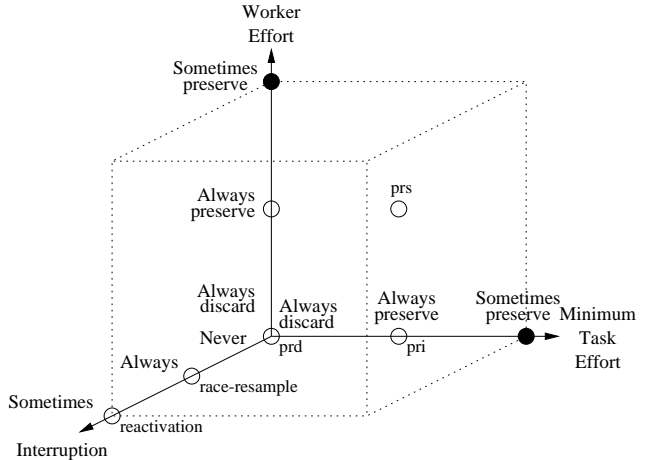 Worker
Effort
Sometimes
preserve
Always
preserve
prs
Always
discard
Always
discard
Always
preserve
Sometimes
preserve
Minimum
Task
Effort
Never
prd
pri
Always
race-resample
Sometimes
reactivation
Interruption